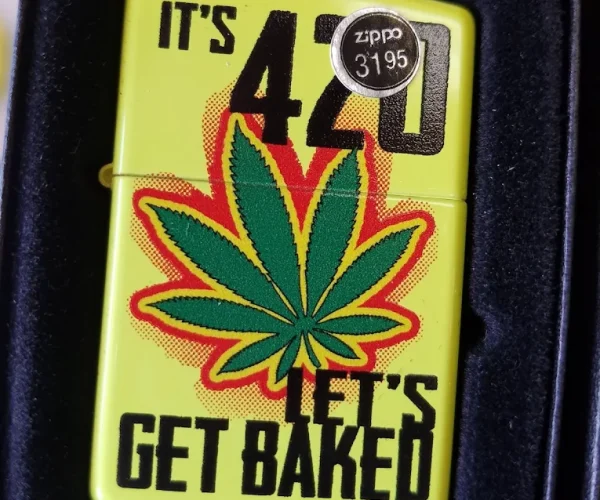 IT'S
420
zippo
3195
LET'S
GET BAKED